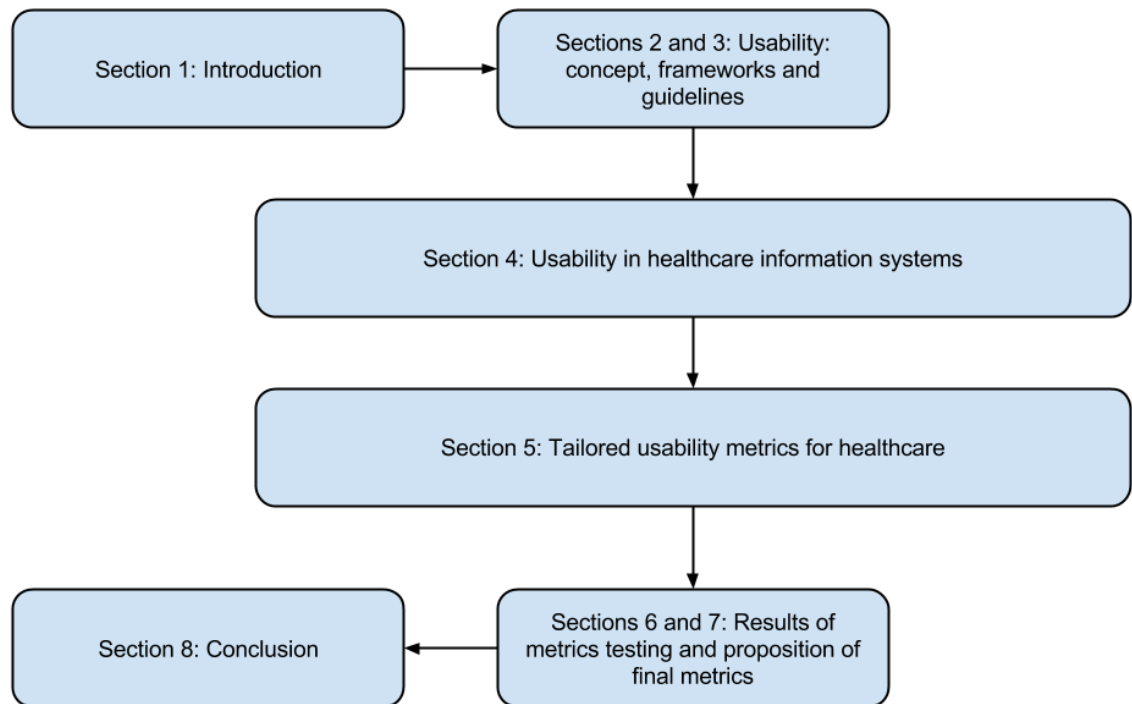 Section 1: Introduction
Sections 2 and 3: Usability:
concept, frameworks and
guidelines
Section 4: Usability in healthcare information systems
Section 5: Tailored usability metrics for healthcare
Sections 6 and 7: Results of
metrics testing and proposition of
final metrics
Section 8: Conclusion